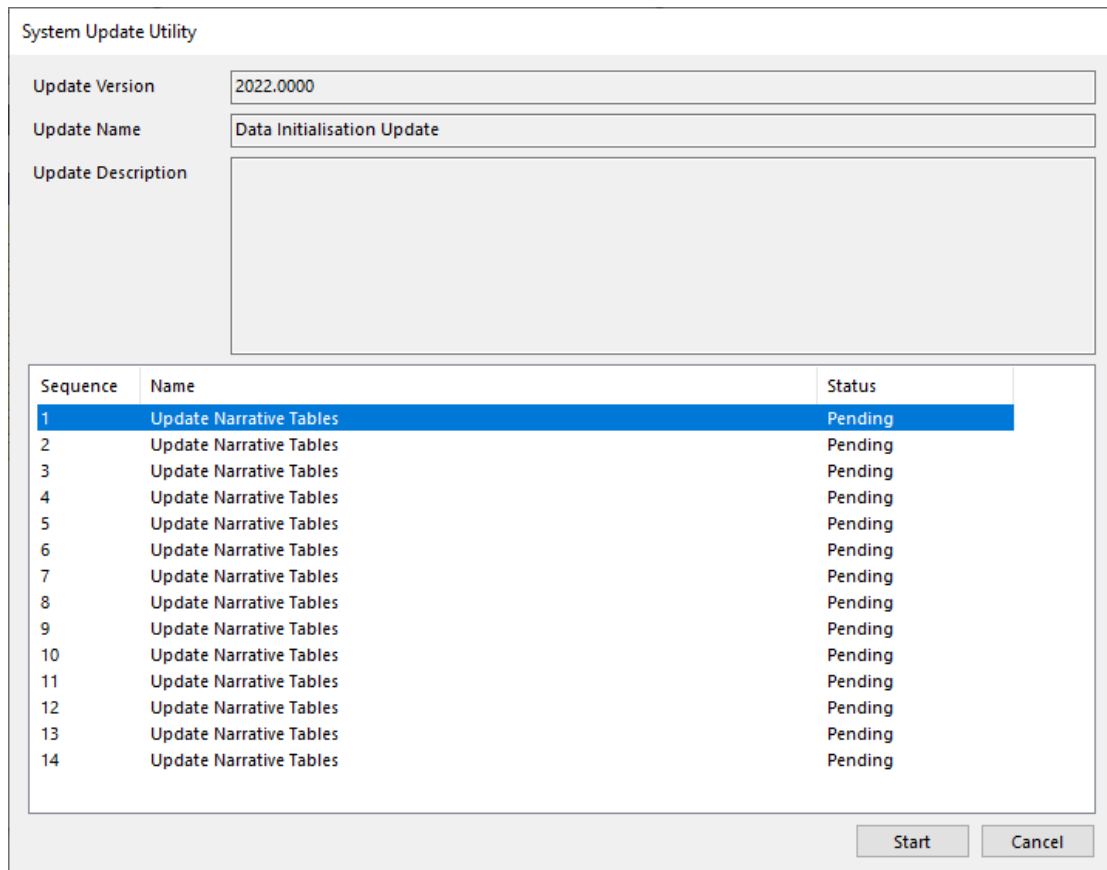 System Update Utility
Update Version 2022.0000
Update Name Data Initialisation Update
Update Description
Sequence Name Status
1 Update Narrative Tables Pending
2 Update Narrative Tables Pending
3 Update Narrative Tables Pending
4 Update Narrative Tables Pending
5 Update Narrative Tables Pending
6 Update Narrative Tables Pending
7 Update Narrative Tables Pending
8 Update Narrative Tables Pending
9 Update Narrative Tables Pending
10 Update Narrative Tables Pending
11 Update Narrative Tables Pending
12 Update Narrative Tables Pending
13 Update Narrative Tables Pending
14 Update Narrative Tables Pending
Start Cancel